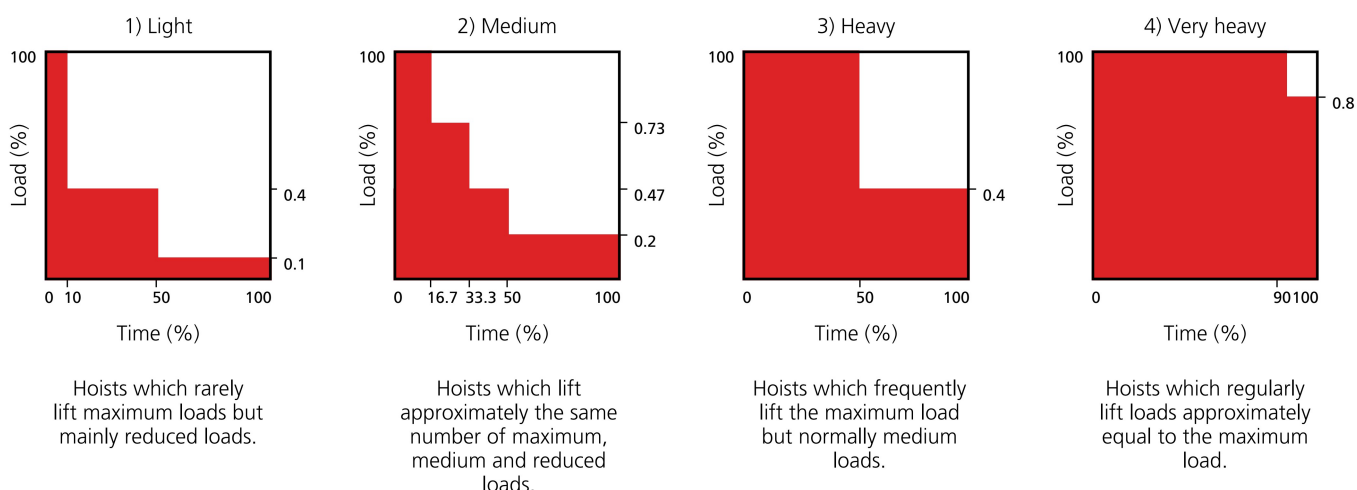 1) Light
100
Load (%)
0.4
0.1
0 10 50 100
Time (%)
Hoists which rarely
lift maximum loads but
mainly reduced loads.
2) Medium
100
Load (%)
0.73
0.47
0.2
0 16.7 33.3 50 100
Time (%)
Hoists which lift
approximately the same
number of maximum,
medium and reduced
loads.
3) Heavy
100
Load (%)
0.4
0 50 100
Time (%)
Hoists which frequently
lift the maximum load
but normally medium
loads.
4) Very heavy
100
Load (%)
0.8
0 90 100
Time (%)
Hoists which regularly
lift loads approximately
equal to the maximum
load.